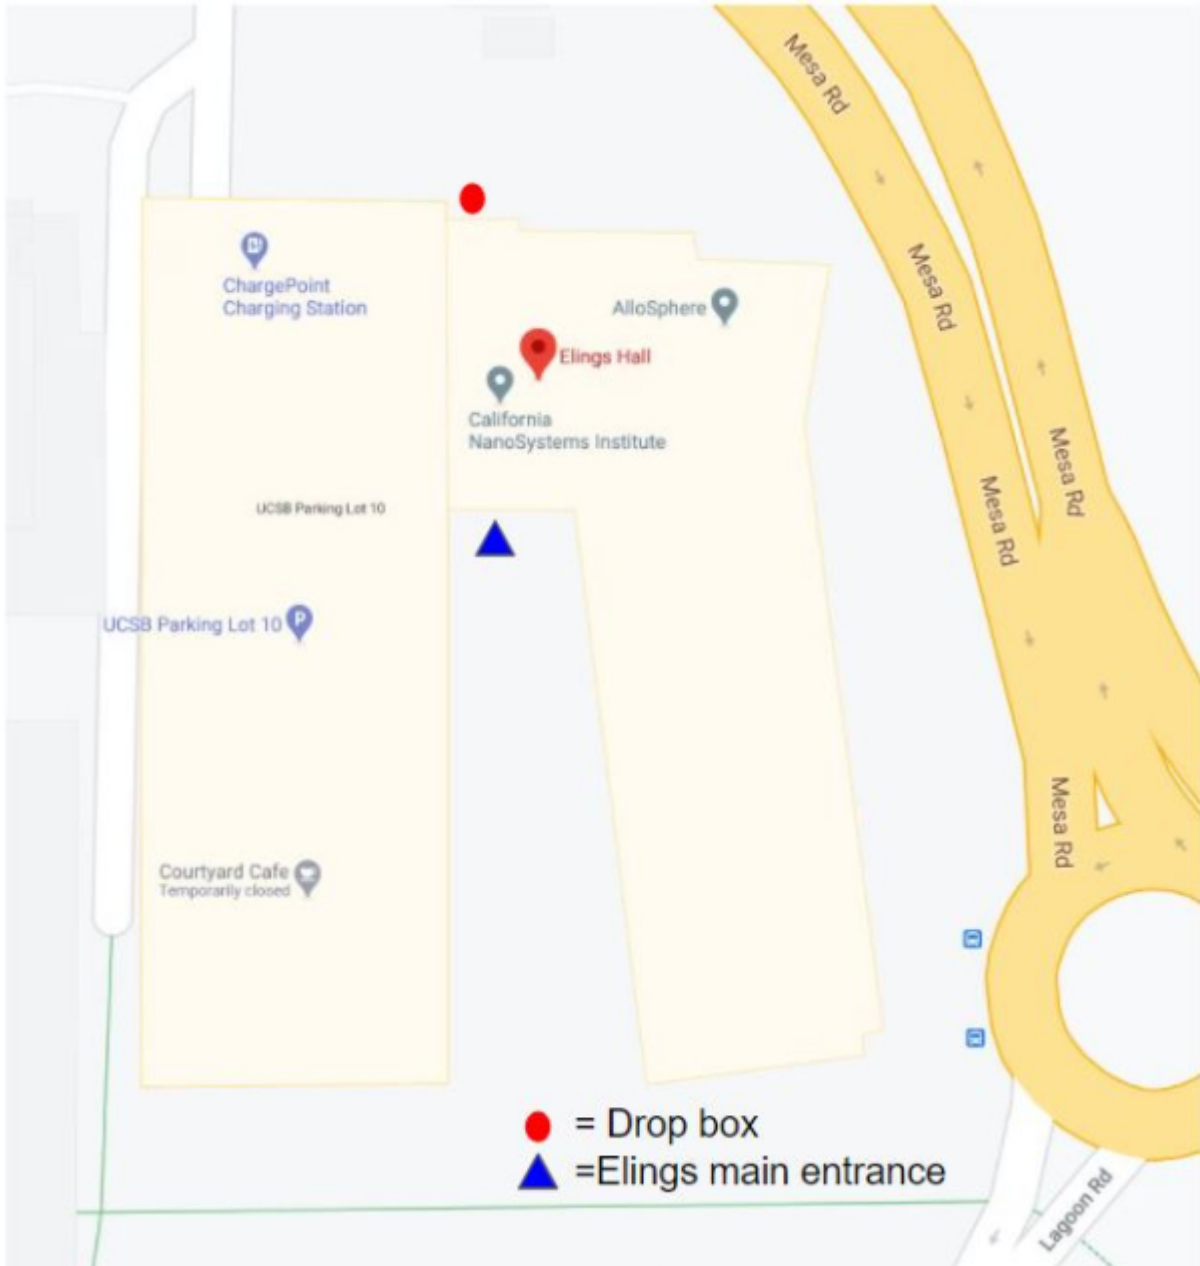 Mesa Rd
Mesa Rd
ChargePoint
Charging Station
AlloSphere
Elings Hall
California
NanoSystems Institute
Mesa Rd
Mesa Rd
UCSB Parking Lot 10
UCSB Parking Lot 10
P
Mesa Rd
Courtyard Cafe
Temporarily closed
= Drop box
=Elings main entrance
Lagoon Rd